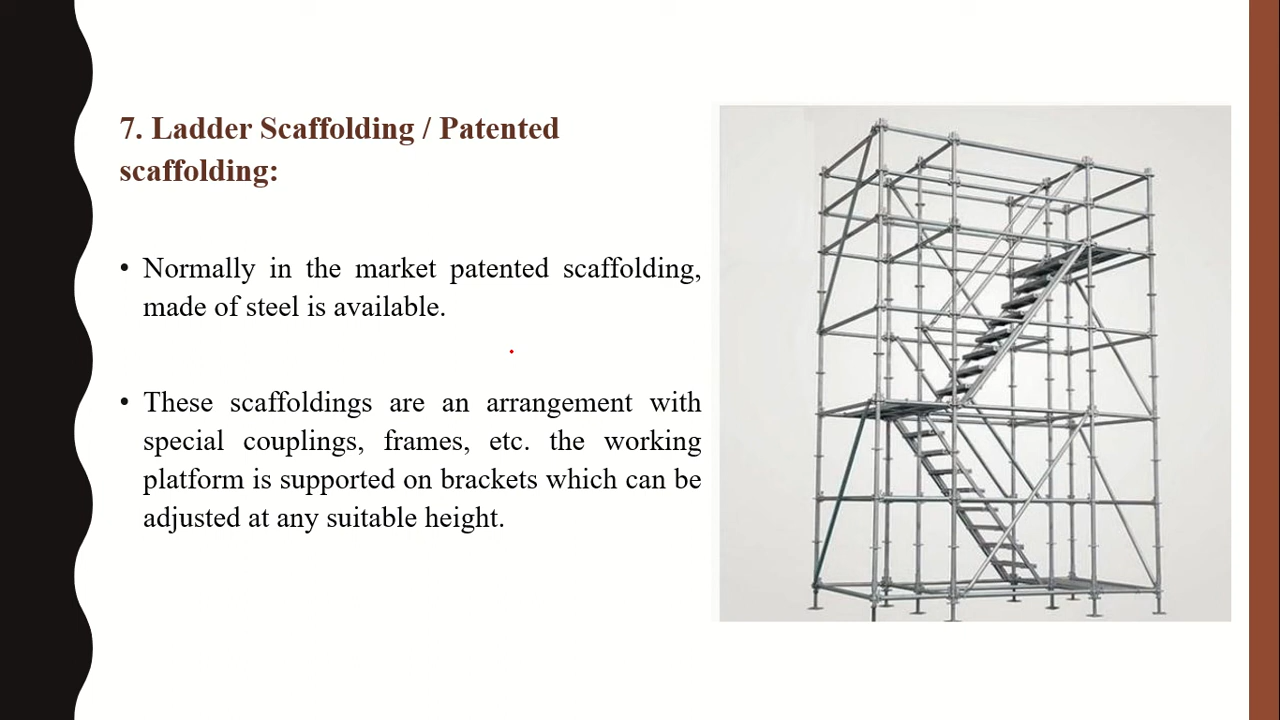 7. Ladder Scaffolding / Patented
scaffolding:
• Normally in the market patented scaffolding,
made of steel is available.
• These scaffoldings are an arrangement with
special couplings, frames, etc. the working
platform is supported on brackets which can be
adjusted at any suitable height.